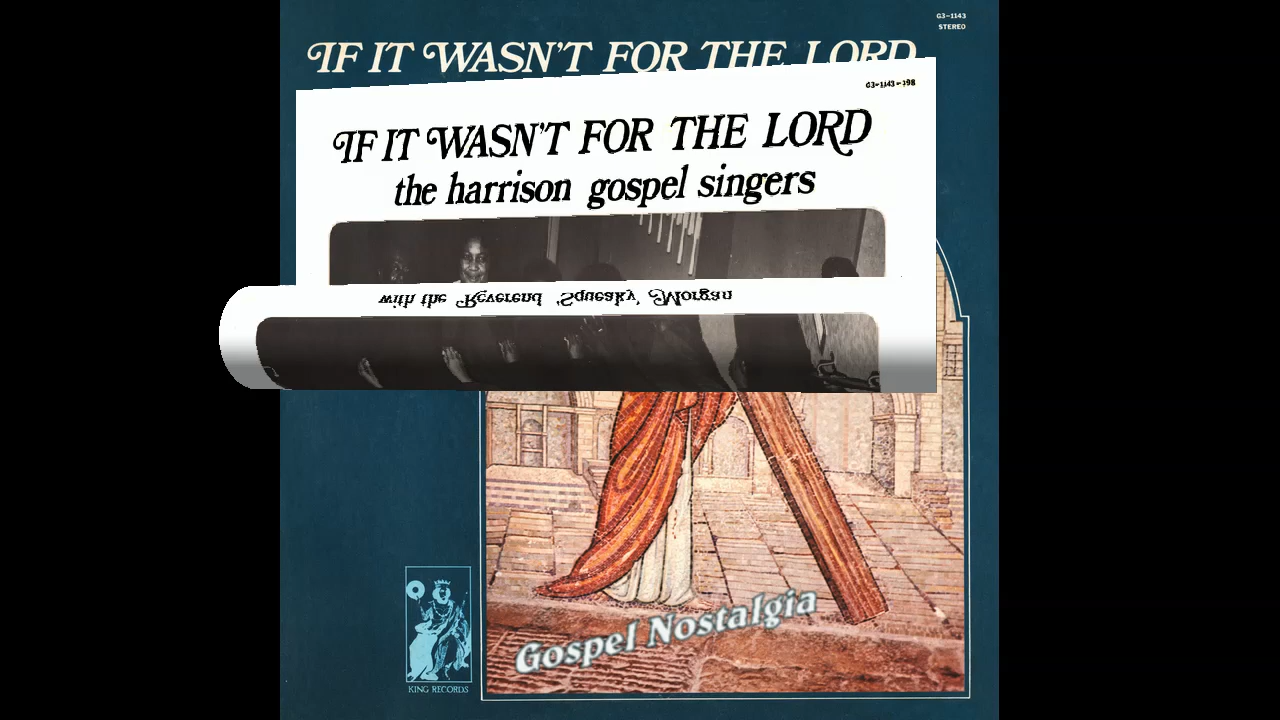 G3-1143
STEREO
IF IT WASN'T FOR THE LORD
G3-1143-198
IF IT WASN'T FOR THE LORD
the harrison gospel singers
with the Reverend 'Squeaky' Morgan
Gospel Nostalgia
KING RECORDS